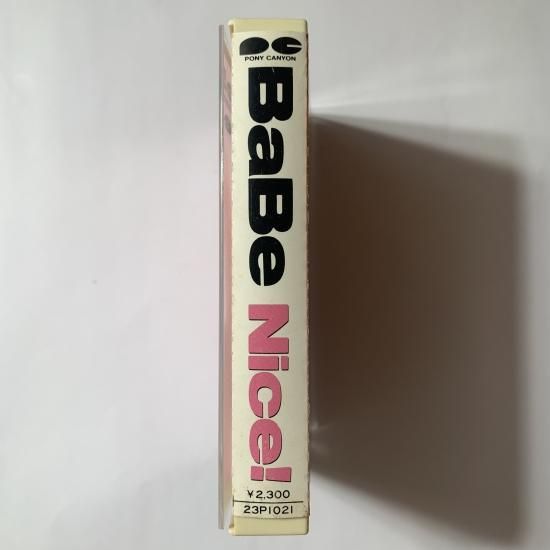 PONY CANYON
BaBe Nice!
¥2,300
23P1021